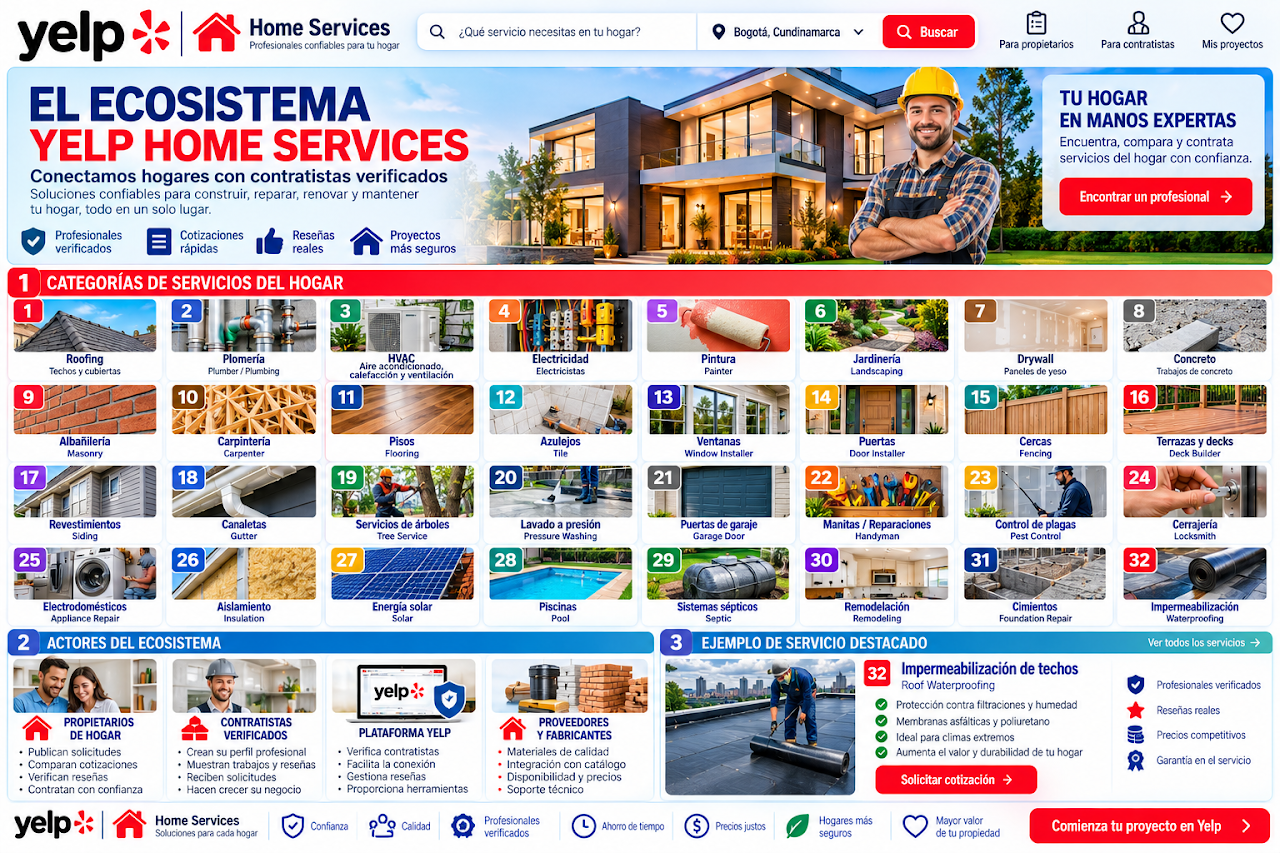 yelp
Home Services
Profesionales confiables para tu hogar
¿Qué servicio necesitas en tu hogar?
Bogotá, Cundinamarca
Buscar
Para propietarios
Para contratistas
Mis proyectos
EL ECOSISTEMA
YELP HOME SERVICES
Conectamos hogares con contratistas verificados
Soluciones confiables para construir, reparar, renovar y mantener
tu hogar, todo en un solo lugar.
Profesionales
verificados
Cotizaciones
rápidas
Reseñas
reales
Proyectos
más seguros
TU HOGAR
EN MANOS EXPERTAS
Encuentra, compara y contrata
servicios del hogar con confianza.
Encontrar un profesional →
1 CATEGORÍAS DE SERVICIOS DEL HOGAR
1
Roofing
Techos y cubiertas
2
Plomería
Plumber / Plumbing
3
HVAC
Aire acondicionado,
calefacción y ventilación
4
Electricidad
Electricistas
5
Pintura
Painter
6
Jardinería
Landscaping
7
Drywall
Paneles de yeso
8
Concreto
Trabajos de concreto
9
Albañilería
Masonry
10
Carpintería
Carpenter
11
Pisos
Flooring
12
Azulejos
Tile
13
Ventanas
Window Installer
14
Puertas
Door Installer
15
Cercas
Fencing
16
Terrazas y decks
Deck Builder
17
Revestimientos
Siding
18
Canaletas
Gutter
19
Servicios de árboles
Tree Service
20
Lavado a presión
Pressure Washing
21
Puertas de garaje
Garage Door
22
Manitas / Reparaciones
Handyman
23
Control de plagas
Pest Control
24
Cerrajería
Locksmith
25
Electrodomésticos
Appliance Repair
26
Aislamiento
Insulation
27
Energía solar
Solar
28
Piscinas
Pool
29
Sistemas sépticos
Septic
30
Remodelación
Remodeling
31
Cimientos
Foundation Repair
32
Impermeabilización
Waterproofing
2 ACTORES DEL ECOSISTEMA
PROPIETARIOS
DE HOGAR
• Publican solicitudes
• Comparan cotizaciones
• Verifican reseñas
• Contratan con confianza
CONTRATISTAS
VERIFICADOS
• Crean su perfil profesional
• Muestran trabajos y reseñas
• Reciben solicitudes
• Hacen crecer su negocio
yelp
PLATAFORMA YELP
• Verifica contratistas
• Facilita la conexión
• Gestiona reseñas
• Proporciona herramientas
PROVEEDORES
Y FABRICANTES
• Materiales de calidad
• Integración con catálogo
• Disponibilidad y precios
• Soporte técnico
3 EJEMPLO DE SERVICIO DESTACADO
Ver todos los servicios →
32
Impermeabilización de techos
Roof Waterproofing
Protección contra filtraciones y humedad
Membranas asfálticas y poliuretano
Ideal para climas extremos
Aumenta el valor y durabilidad de tu hogar
Solicitar cotización →
Profesionales verificados
Reseñas reales
Precios competitivos
Garantía en el servicio
yelp
Home Services
Soluciones para cada hogar
Confianza
Calidad
Profesionales
verificados
Ahorro de tiempo
Precios justos
Hogares más
seguros
Mayor valor
de tu propiedad
Comienza tu proyecto en Yelp